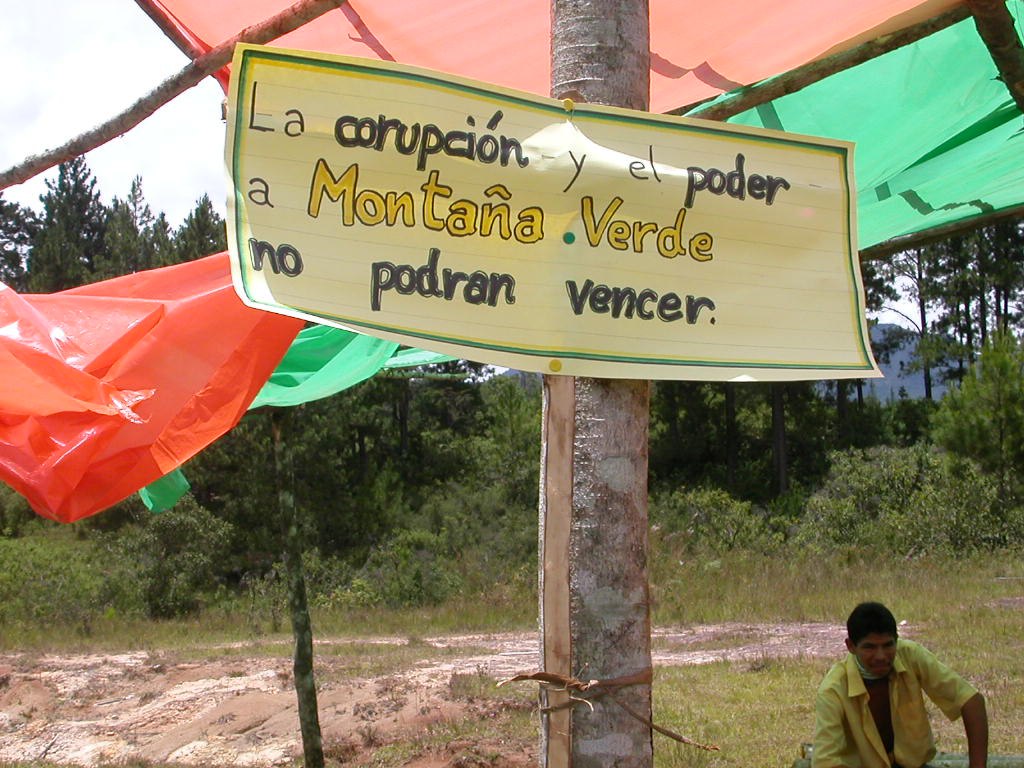 La corupción y el poder
a Montaña Verde
no podran vencer.